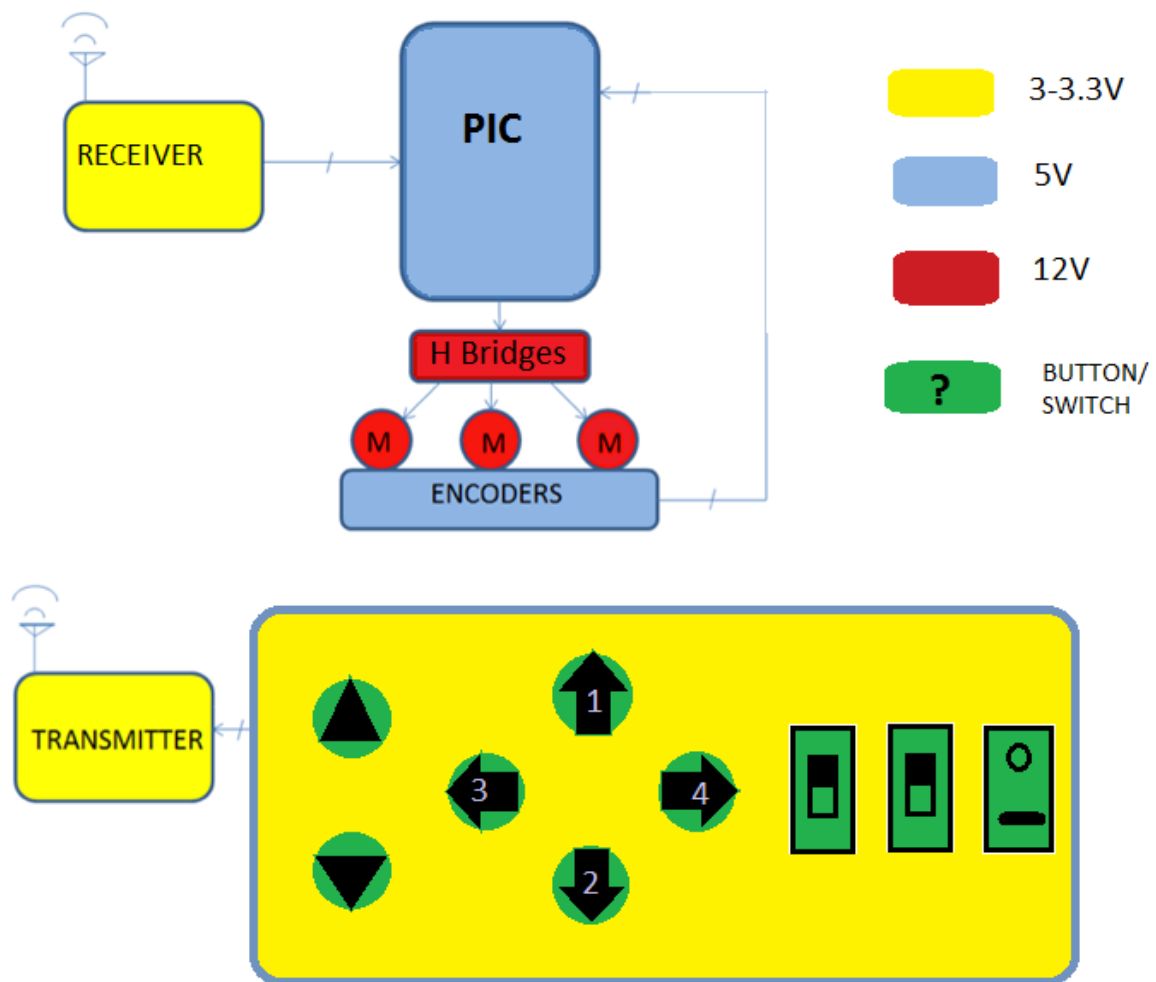 RECEIVER
PIC
H Bridges
M M M
ENCODERS
3-3.3V
5V
12V
?
BUTTON/
SWITCH
TRANSMITTER
1
3
4
2